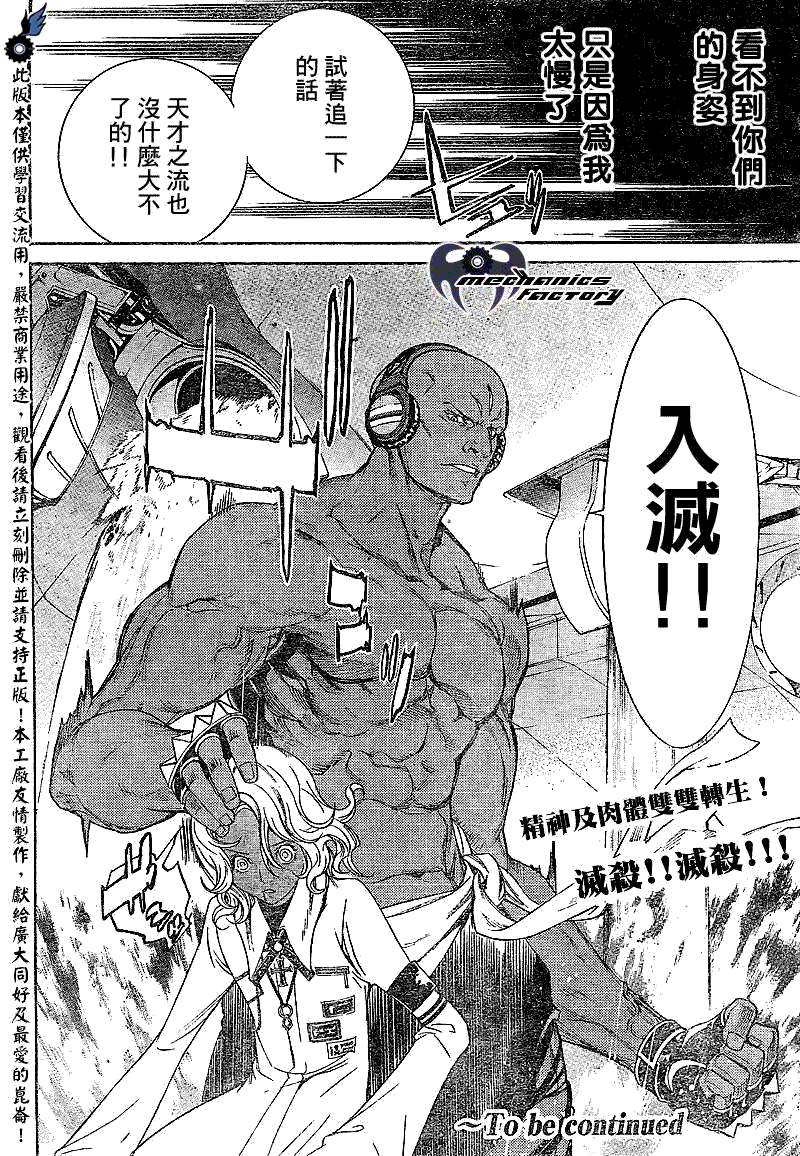 看不到你們
的身姿
只是因為我
太慢了
試著追一下
的話
天才之流也
沒什麼大不
了的!!
mechanics
factory
入滅!!
精神及肉體雙雙轉生！
滅殺!!滅殺!!!
~To be continued
此版本僅供學習交流用，嚴禁商業用途，觀看後請立刻刪除並請支持正版！本工廠友情製作，獻給廣大同好及最愛的崑崙！